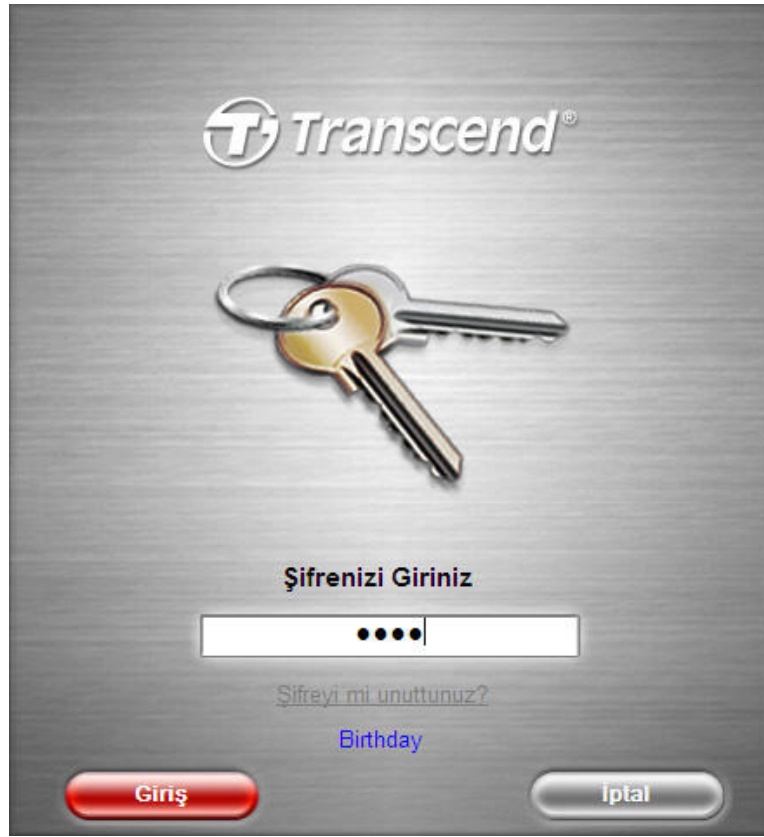 Transcend®
Şifrenizi Giriniz
••••
Şifreyi mi unuttunuz?
Birthday
Giriş
İptal